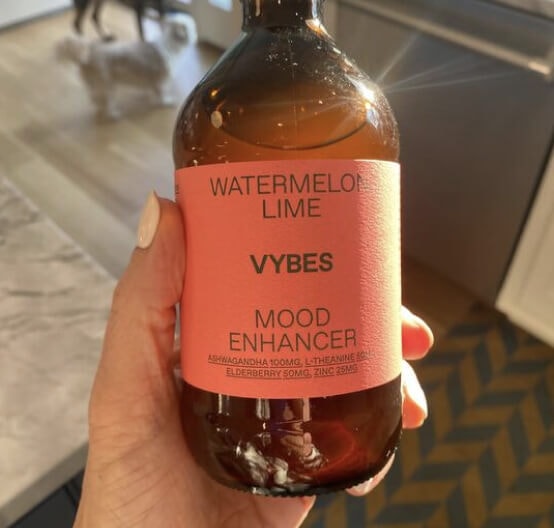 WATERMELON
LIME
VYBES
MOOD
ENHANCER
ASHWAGANDHA 100MG, L-THEANINE
ELDERBERRY 50MG, ZINC 25MG